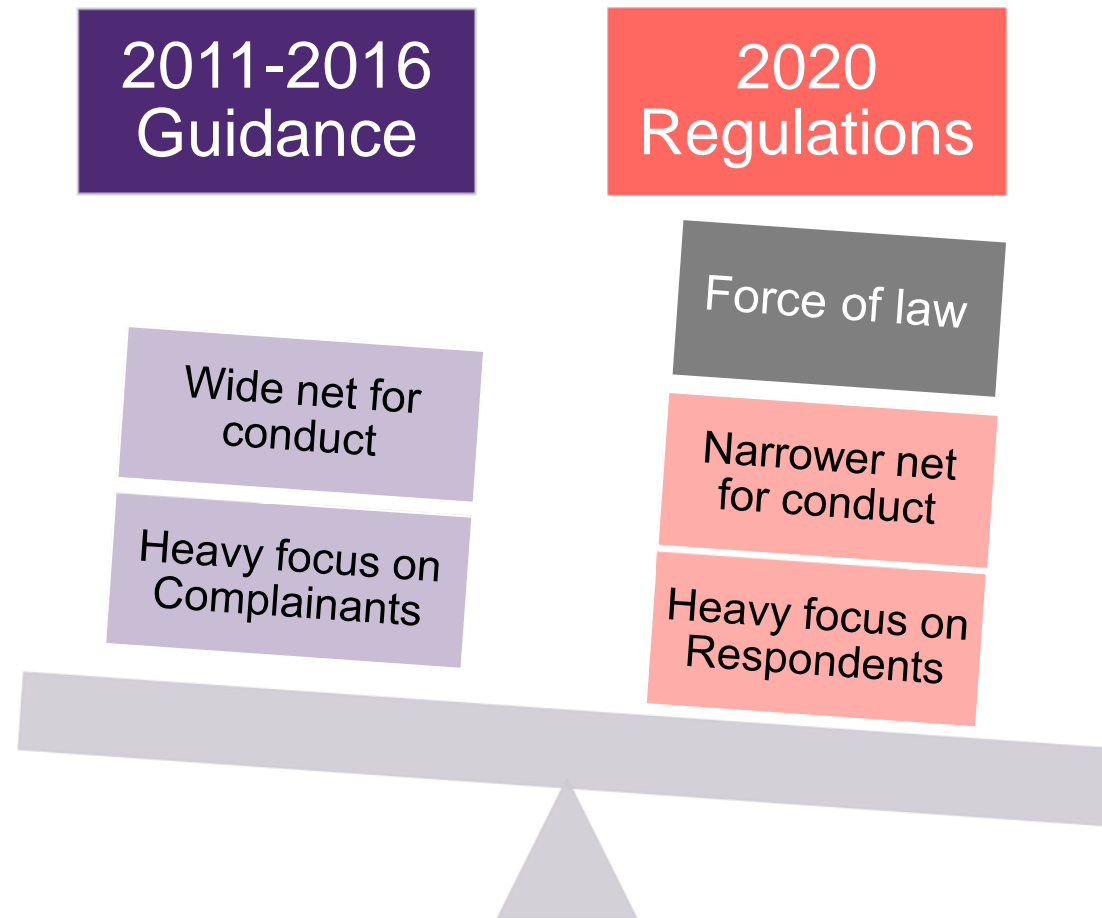 2011-2016
Guidance
2020
Regulations
Wide net for
conduct
Heavy focus on
Complainants
Force of law
Narrower net
for conduct
Heavy focus on
Respondents